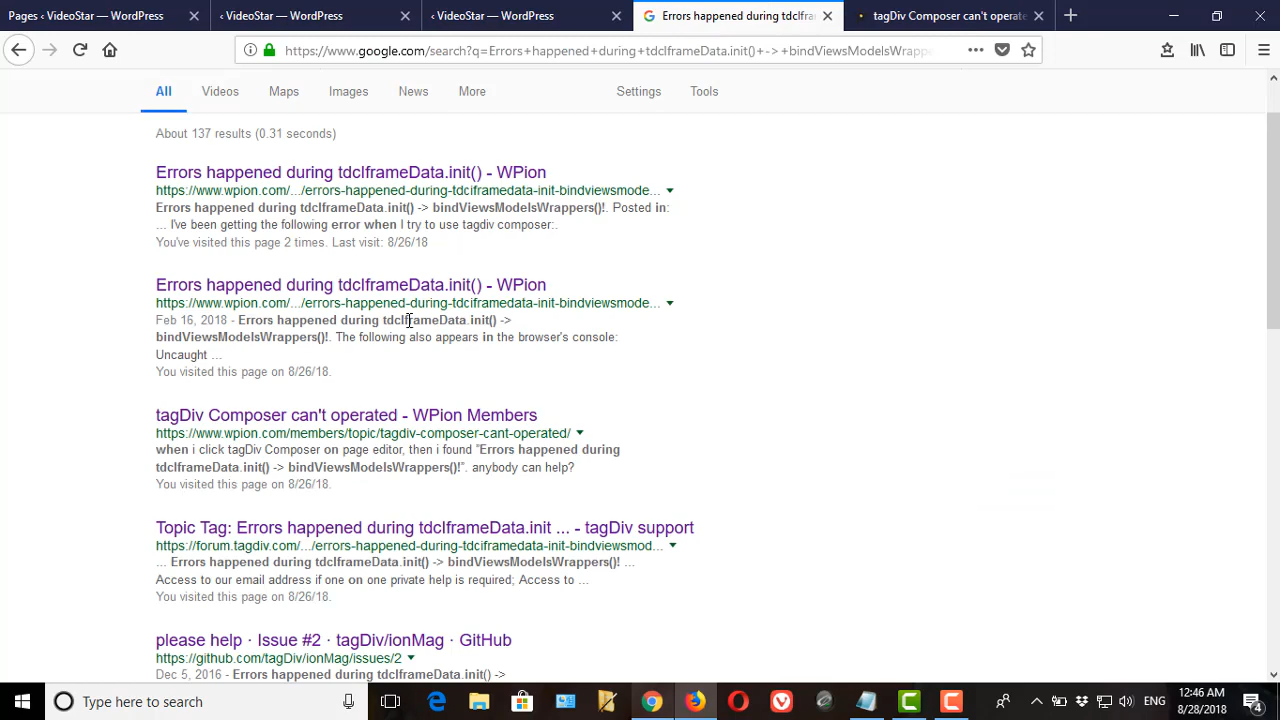 Pages ‹ VideoStar — WordPress
‹ VideoStar — WordPress
‹ VideoStar — WordPress
Errors happened during tdcIfram
tagDiv Composer can't operate
https://www.google.com/search?q=Errors+happened+during+tdcIframeData.init()+->+bindViewsModelsWrappe
All
Videos
Maps
Images
News
More
Settings
Tools
About 137 results (0.31 seconds)
Errors happened during tdcIframeData.init() - WPion
https://www.wpion.com/.../errors-happened-during-tdciframedata-init-bindviewsmode...
Errors happened during tdcIframeData.init() -> bindViewsModelsWrappers()!. Posted in:
... I've been getting the following error when I try to use tagdiv composer:.
You've visited this page 2 times. Last visit: 8/26/18
Errors happened during tdcIframeData.init() - WPion
https://www.wpion.com/.../errors-happened-during-tdciframedata-init-bindviewsmode...
Feb 16, 2018 - Errors happened during tdcIframeData.init() ->
bindViewsModelsWrappers()!. The following also appears in the browser's console:
Uncaught ...
You visited this page on 8/26/18.
tagDiv Composer can't operated - WPion Members
https://www.wpion.com/members/topic/tagdiv-composer-cant-operated/
when i click tagDiv Composer on page editor, then i found "Errors happened during
tdcIframeData.init() -> bindViewsModelsWrappers()!". anybody can help?
You visited this page on 8/26/18.
Topic Tag: Errors happened during tdcIframeData.init ... - tagDiv support
https://forum.tagdiv.com/.../errors-happened-during-tdciframedata-init-bindviewsmod...
... Errors happened during tdcIframeData.init() -> bindViewsModelsWrappers()! ...
Access to our email address if one on one private help is required; Access to ...
You visited this page on 8/26/18.
please help · Issue #2 · tagDiv/ionMag · GitHub
https://github.com/tagDiv/ionMag/issues/2
Dec 5, 2016 - Errors happened during tdcIframeData.init() ->
Type here to search
ENG
12:46 AM
8/28/2018
4